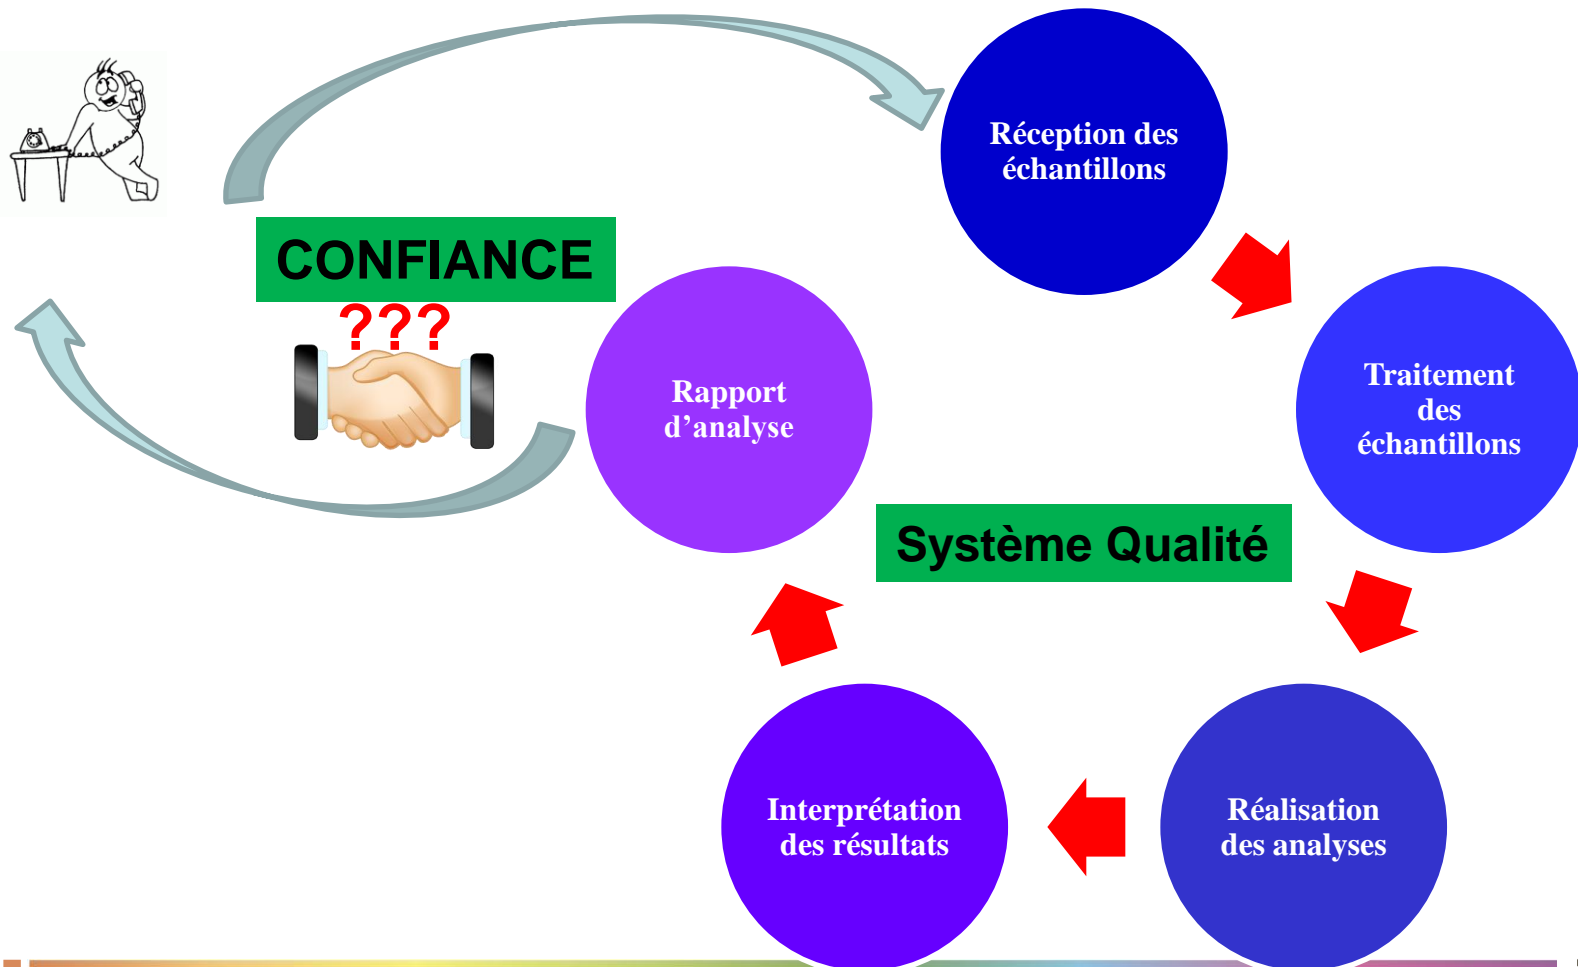 Réception des
échantillons
CONFIANCE
???
Rapport
d’analyse
Traitement
des
échantillons
Système Qualité
Interprétation
des résultats
Réalisation
des analyses